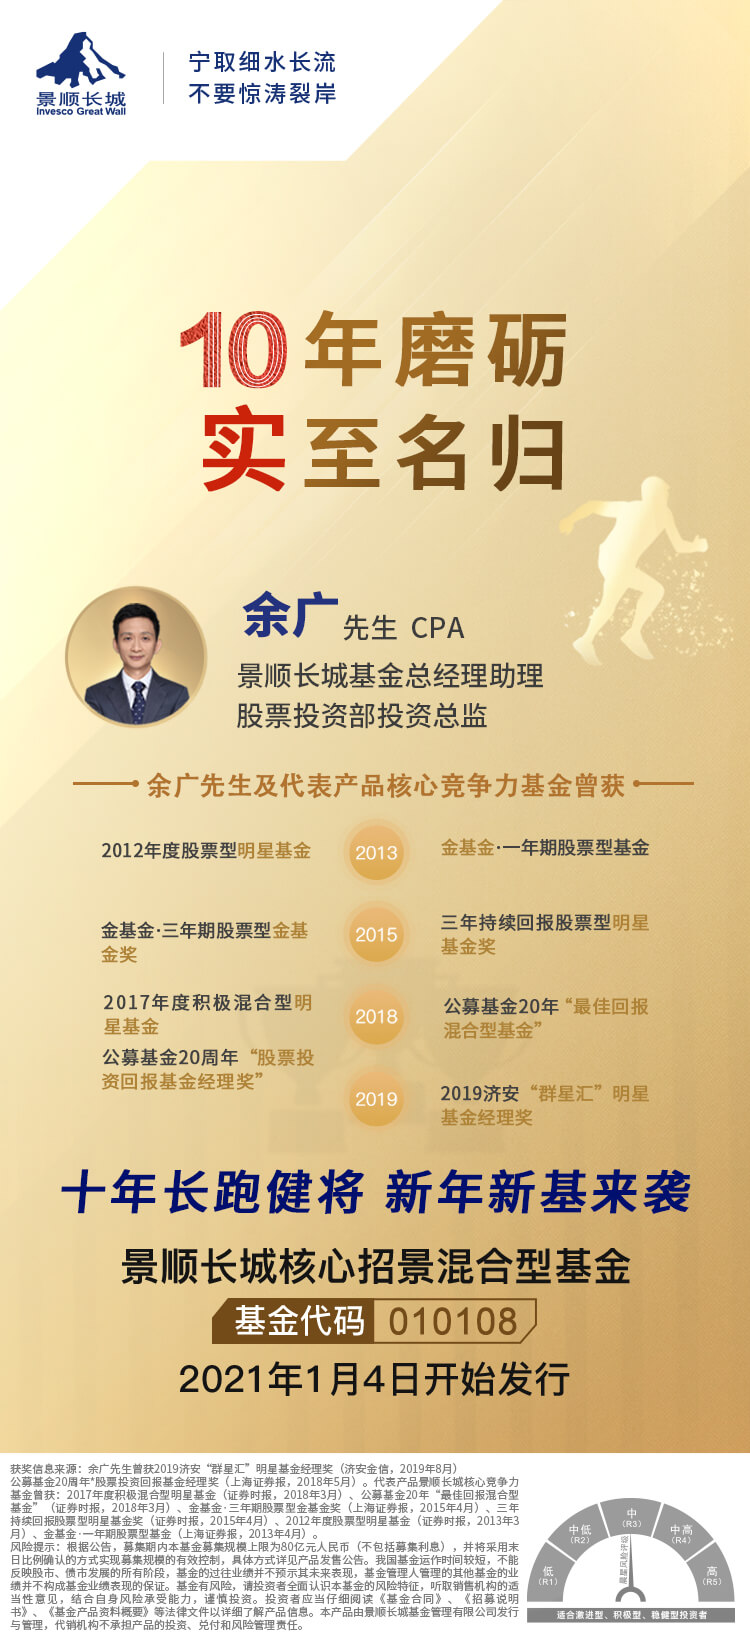 景顺长城
Invesco Great Wall
宁取细水长流
不要惊涛裂岸
10年磨砺
实至名归
余广先生 CPA
景顺长城基金总经理助理
股票投资部投资总监
余广先生及代表产品核心竞争力基金曾获
2012年度股票型明星基金
2013
金基金·一年期股票型基金
金基金·三年期股票型金基
金奖
2015
三年持续回报股票型明星
基金奖
2017年度积极混合型明
星基金
2018
公募基金20年“最佳回报
混合型基金”
公募基金20周年“股票投
资回报基金经理奖”
2019
2019济安“群星汇”明星
基金经理奖
十年长跑健将 新年新基来袭
景顺长城核心招景混合型基金
基金代码 010108
2021年1月4日开始发行
获奖信息来源：余广先生曾获2019济安“群星汇”明星基金经理奖（济安金信，2019年8月）
公募基金20周年*股票投资回报基金经理奖（上海证券报，2018年5月）。代表产品景顺长城核心竞争力
基金曾获：2017年度积极混合型明星基金（证券时报，2018年3月）、公募基金20年“最佳回报混合型
基金”（证券时报，2018年3月）、金基金·三年期股票型金基金奖（上海证券报，2015年4月）、三年
持续回报股票型明星基金奖（证券时报，2015年4月）、2012年度股票型明星基金（证券时报，2013年3
月）、金基金·一年期股票型基金（上海证券报，2013年4月）。
风险提示：根据公告，募集期内本基金募集规模上限为80亿元人民币（不包括募集利息），并将采用末
日比例确认的方式实现募集规模的有效控制，具体方式详见产品发售公告。我国基金运作时间较短，不能
反映股市、债市发展的所有阶段，基金的过往业绩并不预示其未来表现，基金管理人管理的其他基金的业
绩并不构成基金业绩表现的保证。基金有风险，请投资者全面认识本基金的风险特征，听取销售机构的适
当性意见，结合自身风险承受能力，谨慎投资。投资者应当仔细阅读《基金合同》、《招募说明
书》、《基金产品资料概要》等法律文件以详细了解产品信息。本产品由景顺长城基金管理有限公司发行
与管理，代销机构不承担产品的投资、兑付和风险管理责任。
低
（R1）
中低
（R2）
中
（R3）
中高
（R4）
高
（R5）
晨星风险评级
适合激进型、积极型、稳健型投资者